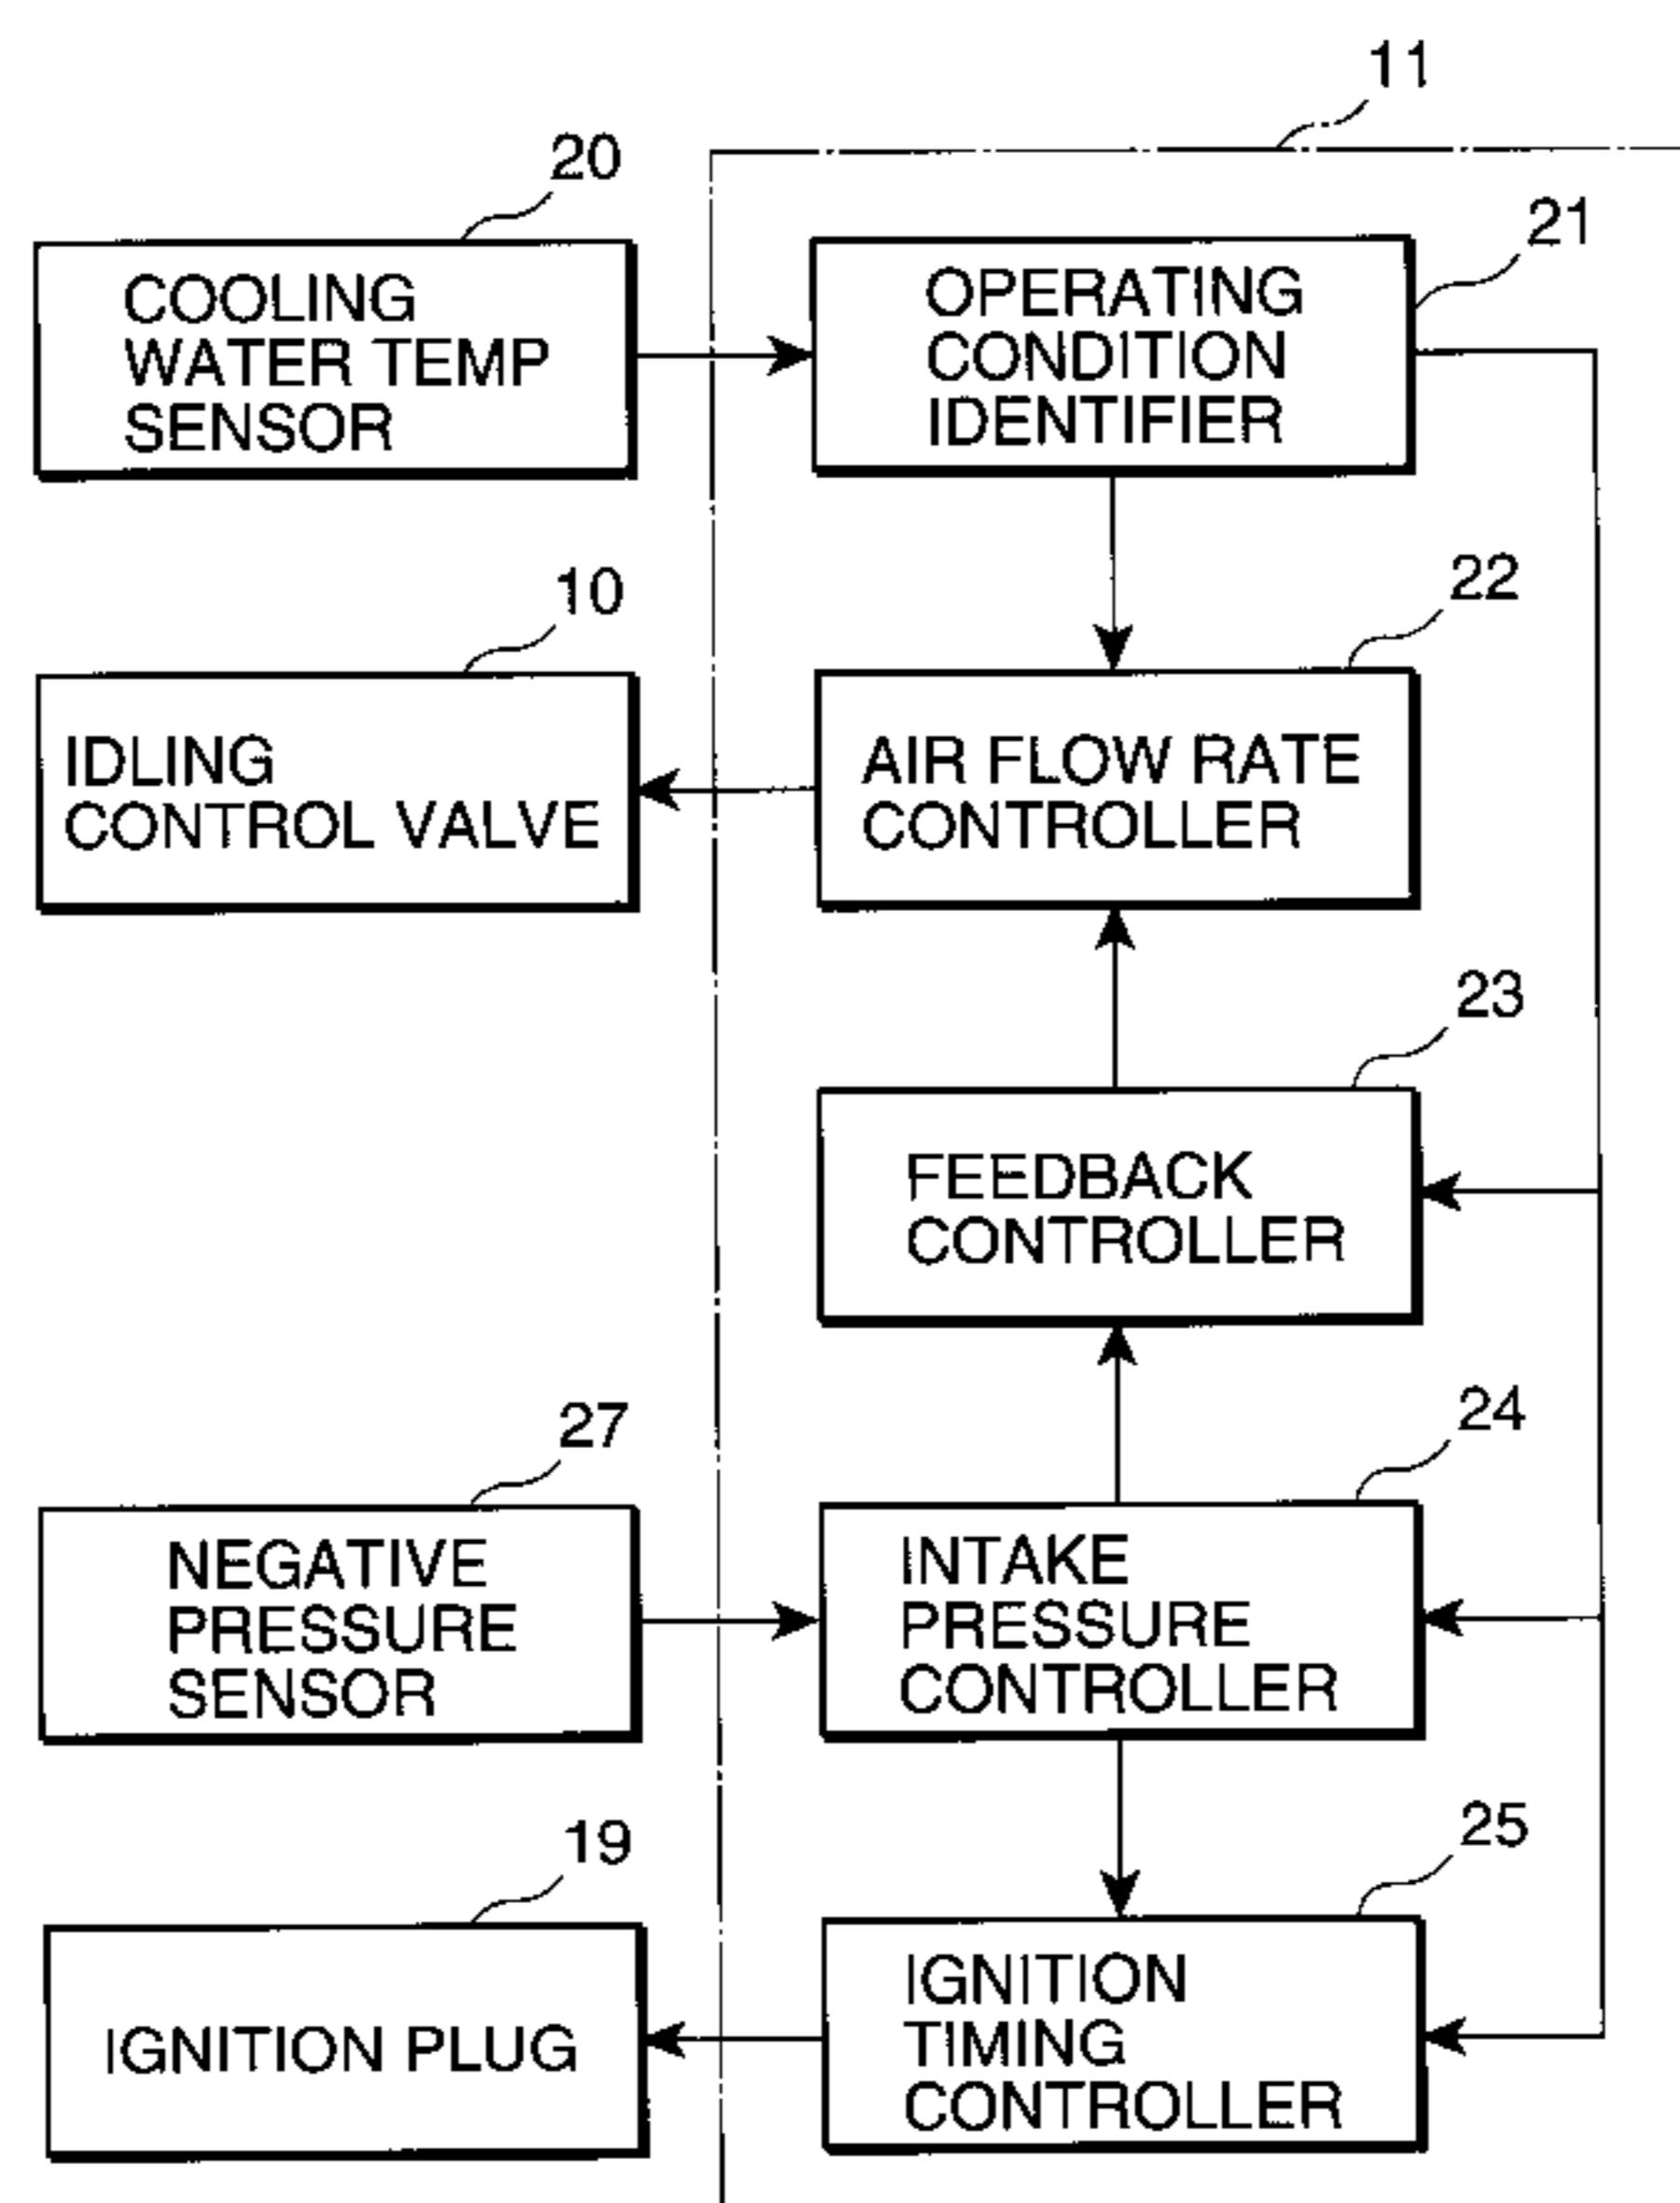 11
20
COOLING
WATER TEMP
SENSOR
21
OPERATING
CONDITION
IDENTIFIER
10
IDLING
CONTROL VALVE
22
AIR FLOW RATE
CONTROLLER
23
FEEDBACK
CONTROLLER
27
NEGATIVE
PRESSURE
SENSOR
24
INTAKE
PRESSURE
CONTROLLER
19
IGNITION PLUG
25
IGNITION
TIMING
CONTROLLER